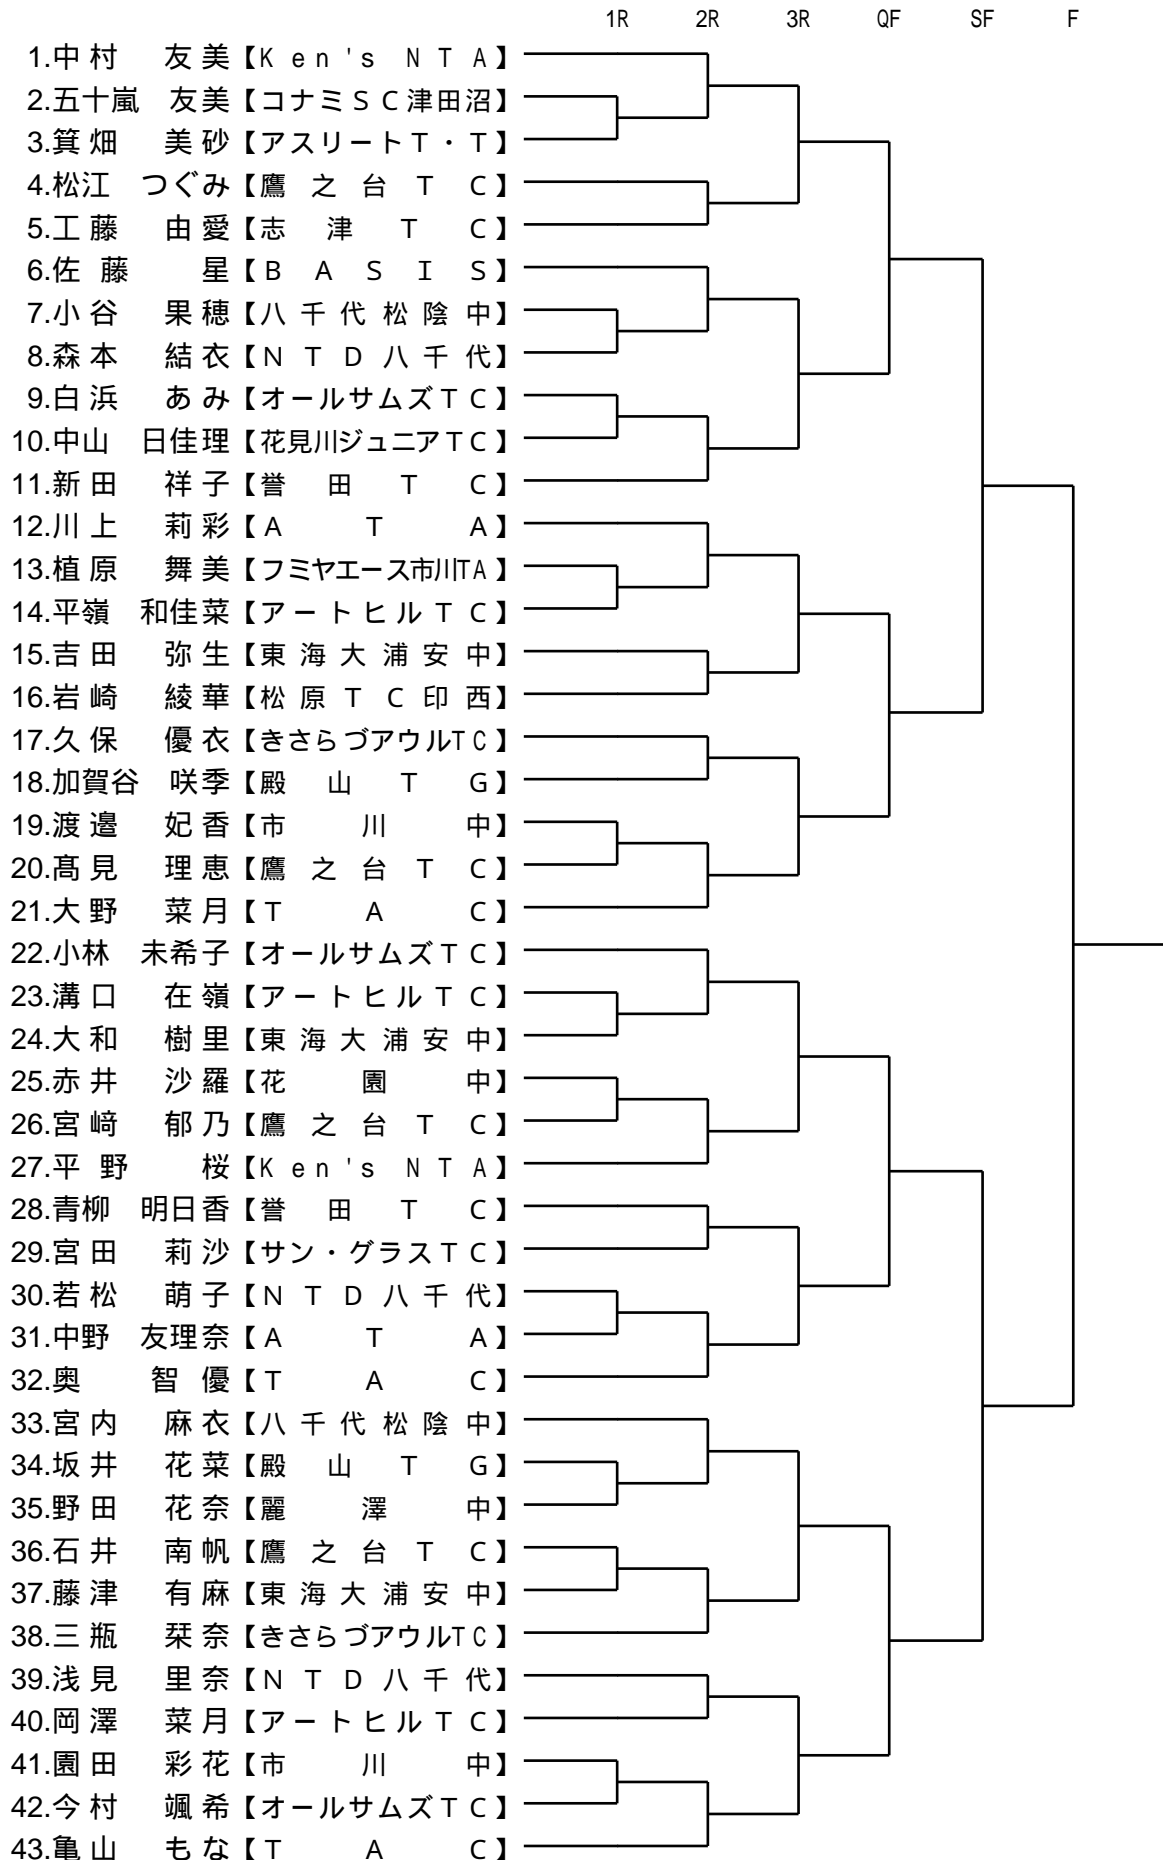 1R 2R 3R QF SF F
1.中村 友美【Ken's NTA】
2.五十嵐 友美【コナミSC津田沼】
3.箕畑 美砂【アスリートT・T】
4.松江 つぐみ【鷹之台TC】
5.工藤 由愛【志津TC】
6.佐藤 星【BASIS】
7.小谷 果穂【八千代松陰中】
8.森本 結衣【NTD八千代】
9.白浜 あみ【オールサムズTC】
10.中山 日佳理【花見川ジュニアTC】
11.新田 祥子【誉田TC】
12.川上 莉彩【ATA】
13.植原 舞美【フミヤエース市川TA】
14.平嶺 和佳菜【アートヒルTC】
15.吉田 弥生【東海大浦安中】
16.岩崎 綾華【松原TC印西】
17.久保 優衣【きさらづアウルTC】
18.加賀谷 咲季【殿山TG】
19.渡邉 妃香【市川中】
20.髙見 理恵【鷹之台TC】
21.大野 菜月【TAC】
22.小林 未希子【オールサムズTC】
23.溝口 在嶺【アートヒルTC】
24.大和 樹里【東海大浦安中】
25.赤井 沙羅【花園中】
26.宮﨑 郁乃【鷹之台TC】
27.平野 桜【Ken's NTA】
28.青柳 明日香【誉田TC】
29.宮田 莉沙【サン・グラスTC】
30.若松 萌子【NTD八千代】
31.中野 友理奈【ATA】
32.奥 智優【TAC】
33.宮内 麻衣【八千代松陰中】
34.坂井 花菜【殿山TG】
35.野田 花奈【麗澤中】
36.石井 南帆【鷹之台TC】
37.藤津 有麻【東海大浦安中】
38.三瓶 栞奈【きさらづアウルTC】
39.浅見 里奈【NTD八千代】
40.岡澤 菜月【アートヒルTC】
41.園田 彩花【市川中】
42.今村 颯希【オールサムズTC】
43.亀山 もな【TAC】